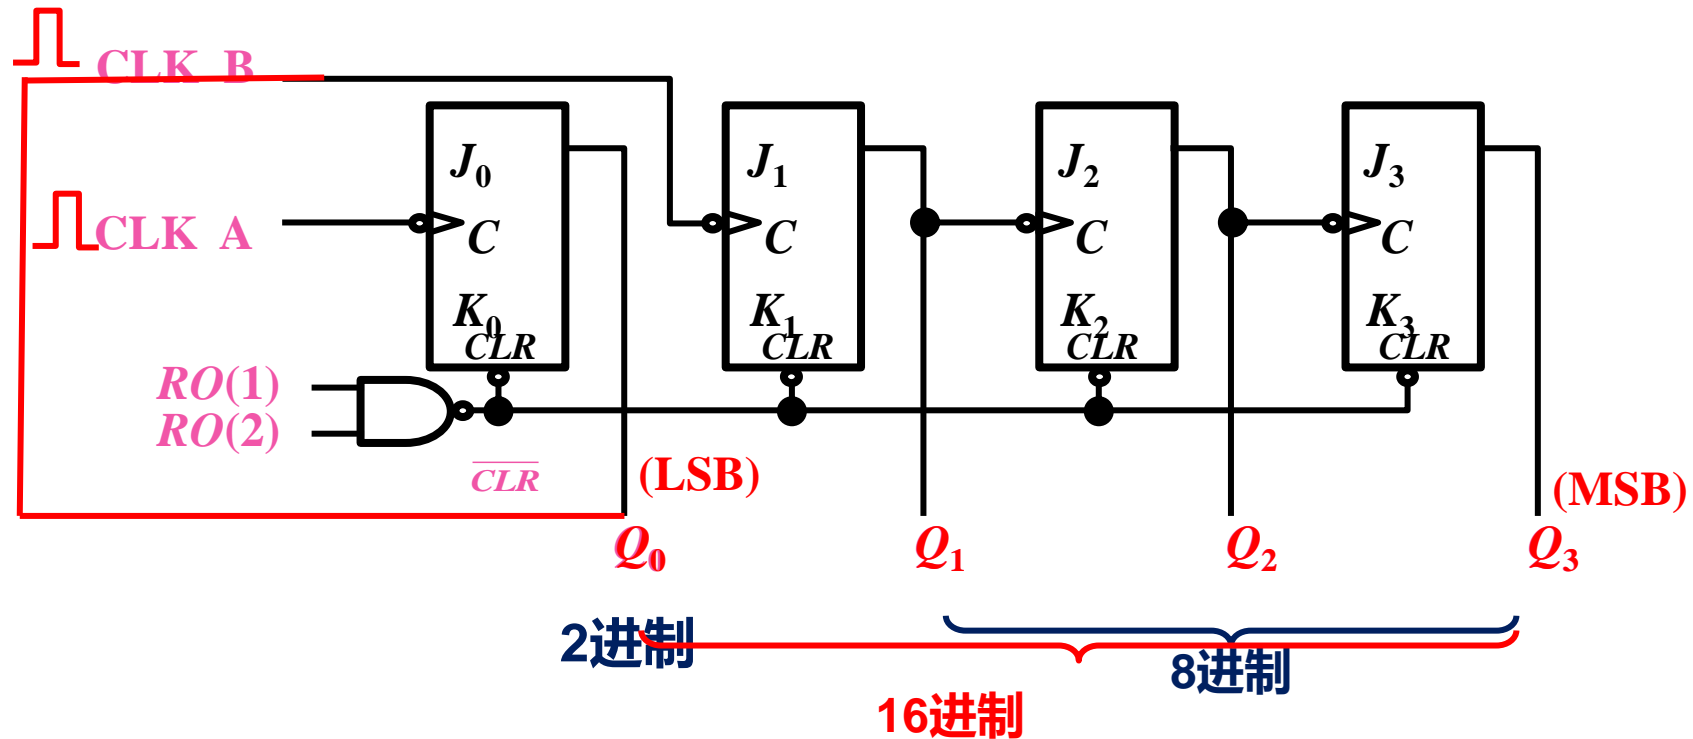 CLK B
J0 J1 J2 J3
CLK A C C C C
K0 K1 K2 K3
CLR CLR CLR CLR
RO(1)
RO(2)
CLR
(LSB) (MSB)
Q0 Q1 Q2 Q3
2进制
8进制
16进制